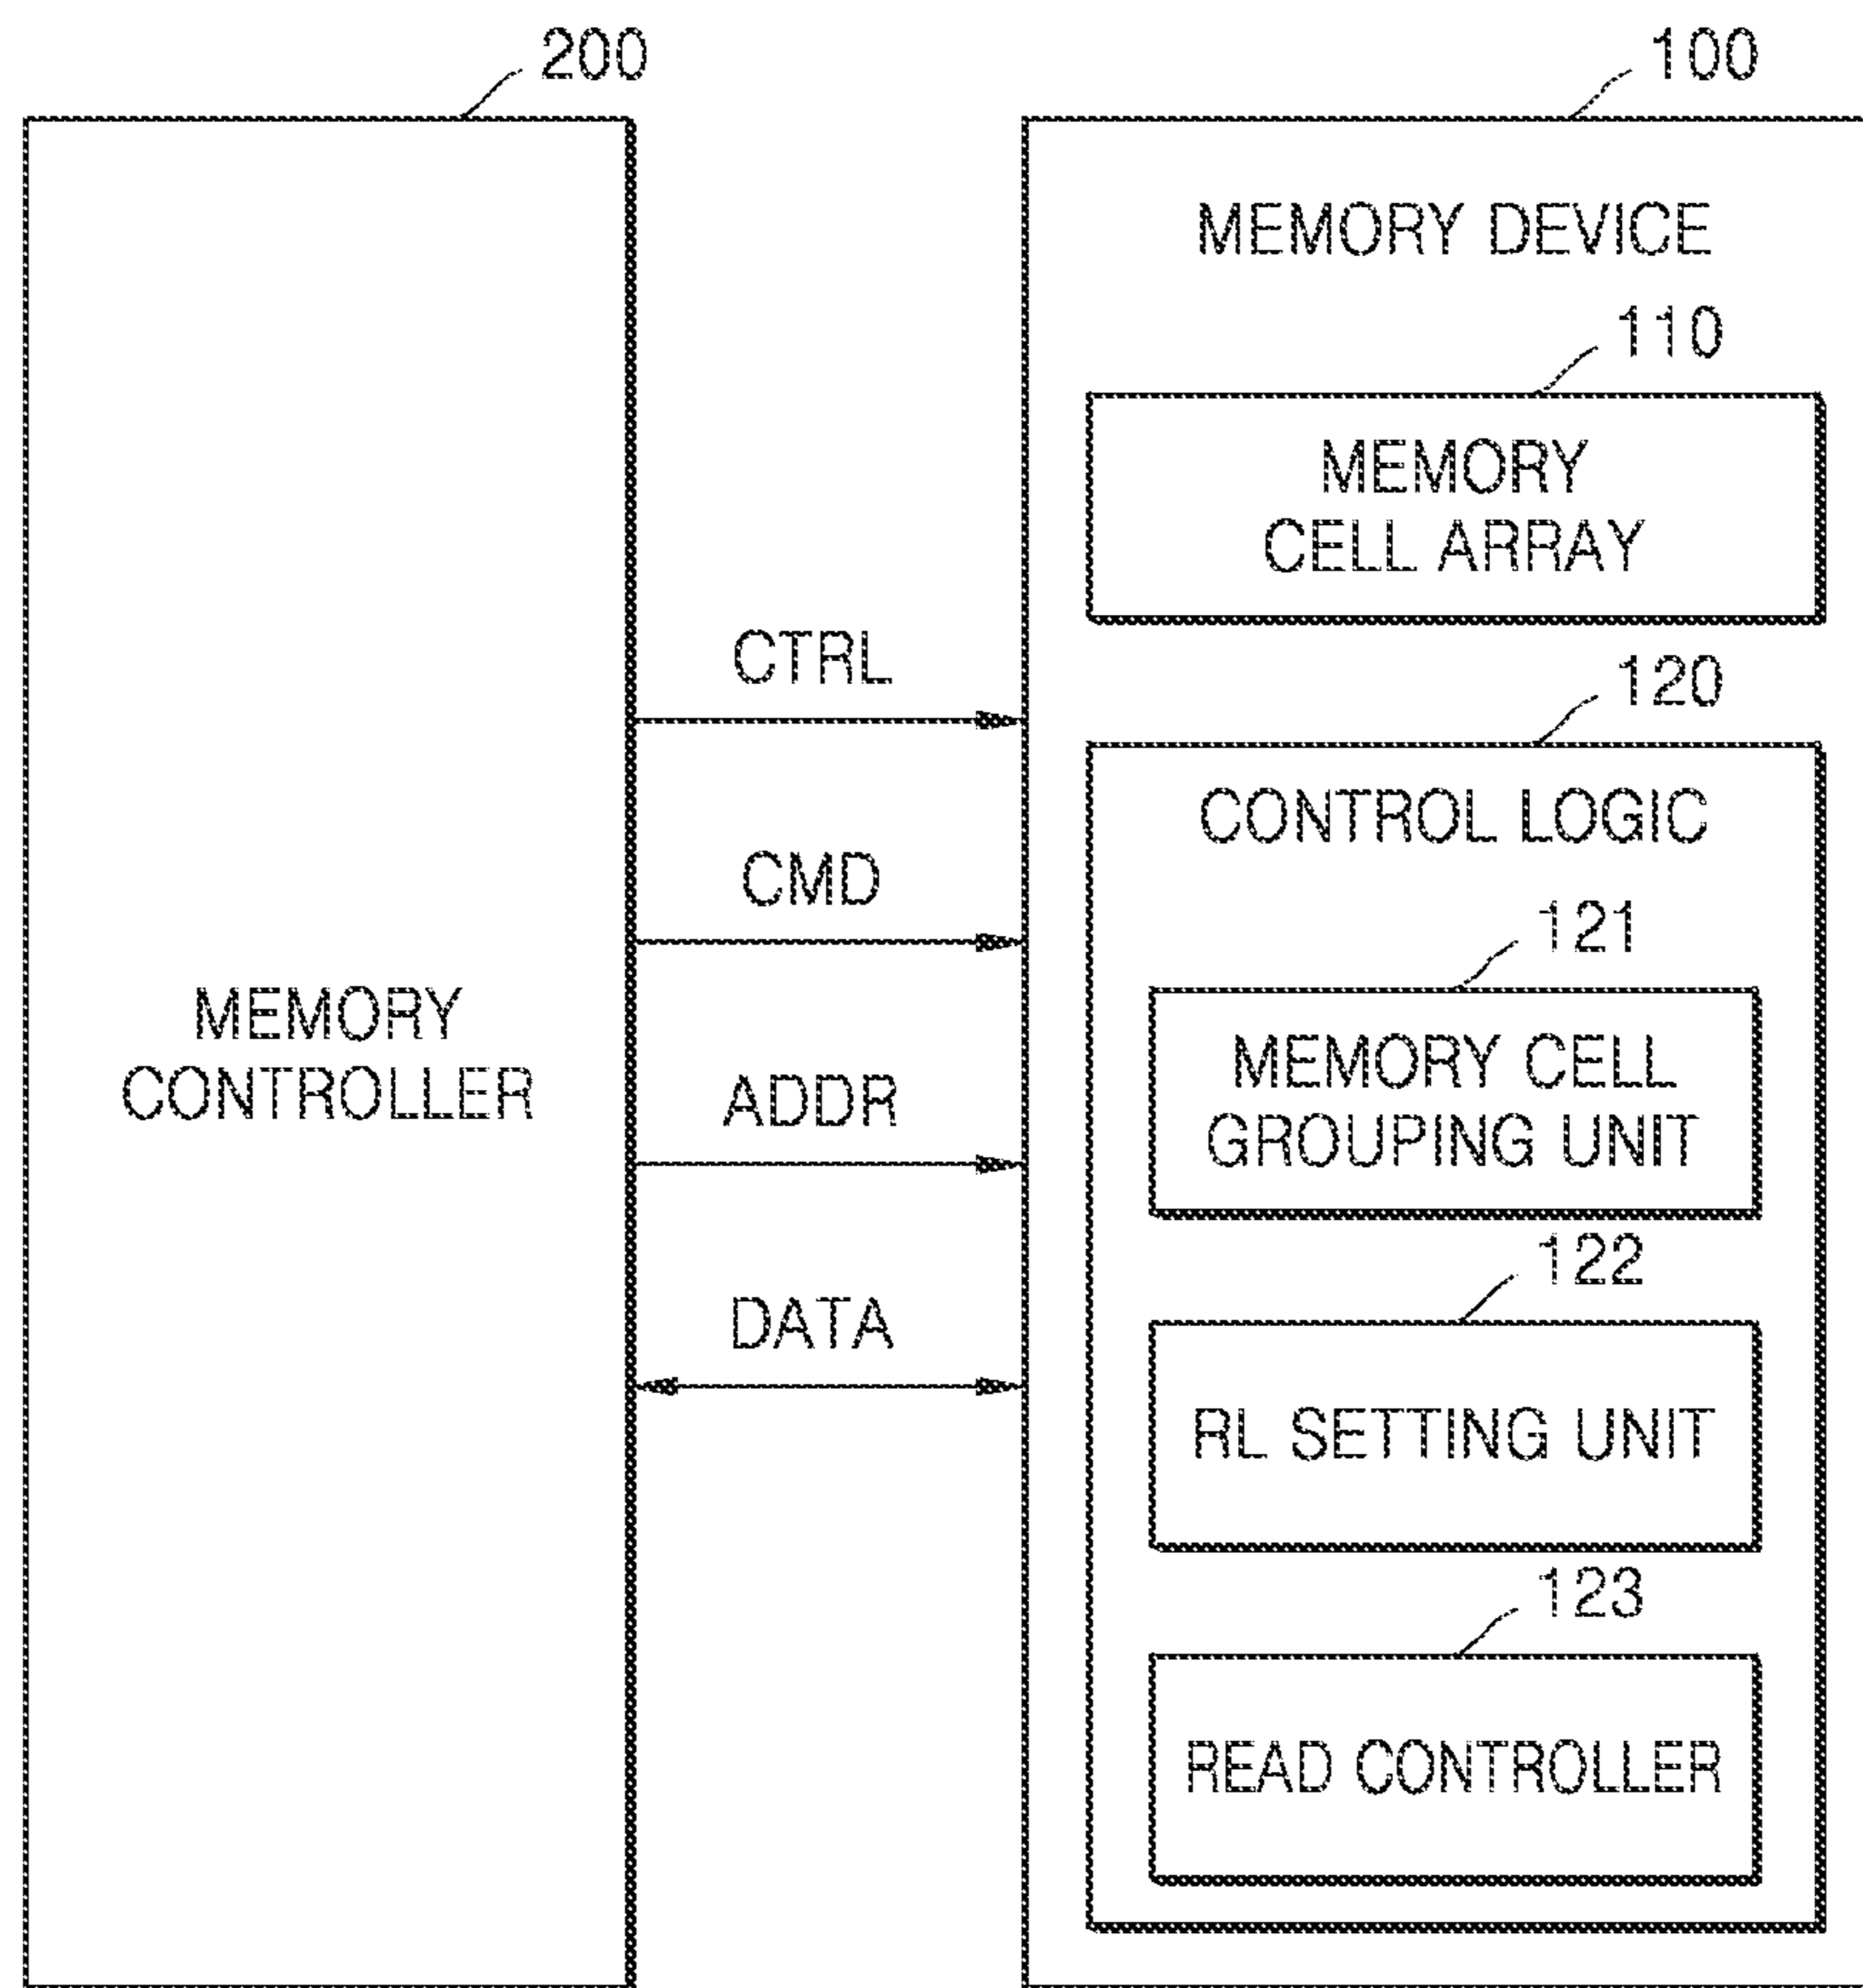 200
100
MEMORY DEVICE
110
MEMORY
CELL ARRAY
CTRL
120
CONTROL LOGIC
CMD
121
MEMORY
CONTROLLER
MEMORY CELL
GROUPING UNIT
ADDR
122
DATA
RL SETTING UNIT
123
READ CONTROLLER